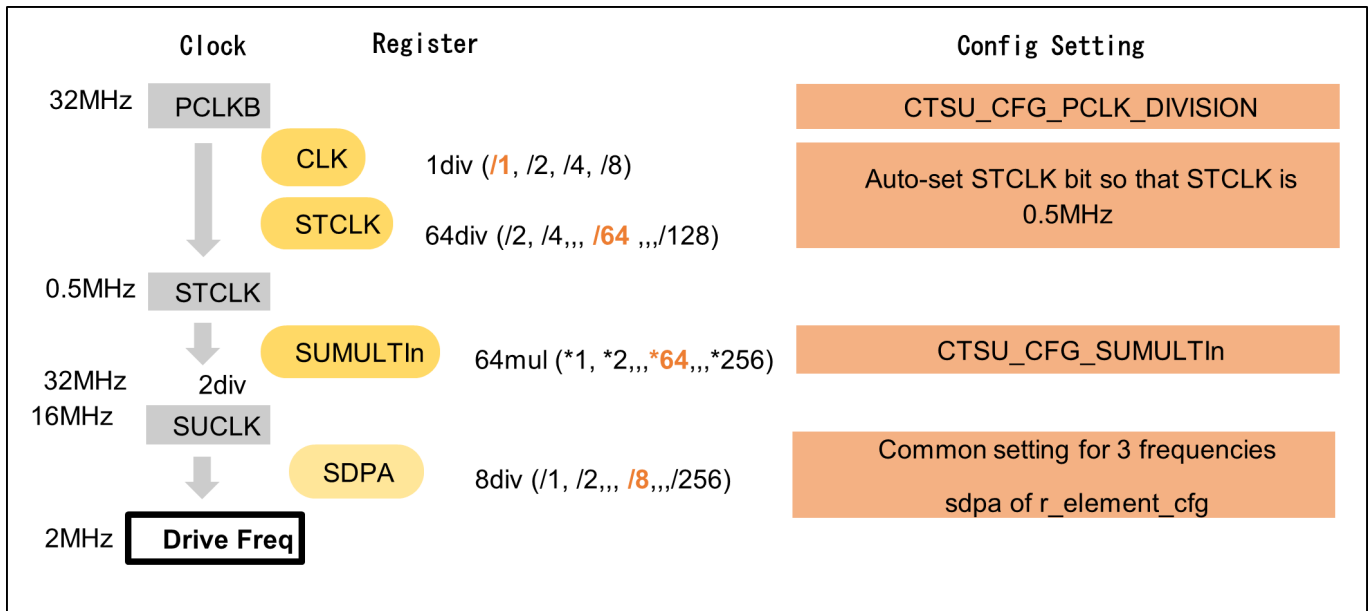 Clock Register Config Setting
32MHz PCLKB CTSU_CFG_PCLK_DIVISION
CLK 1div (/1, /2, /4, /8)
Auto-set STCLK bit so that STCLK is
0.5MHz
STCLK 64div (/2, /4,,, /64 ,,,/128)
0.5MHz STCLK
SUMULTIn 64mul (*1, *2,,,*64,,,*256) CTSU_CFG_SUMULTIn
32MHz 2div
16MHz SUCLK
Common setting for 3 frequencies
SDPA 8div (/1, /2,,, /8,,,/256)
sdpa of r_element_cfg
2MHz Drive Freq